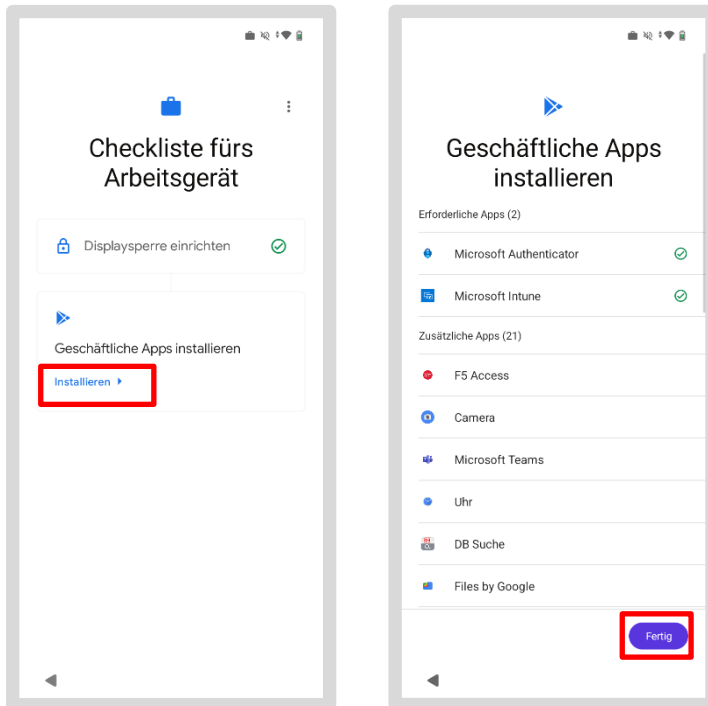 Checkliste fürs
Arbeitsgerät
Displaysperre einrichten
Geschäftliche Apps installieren
Installieren
Geschäftliche Apps
installieren
Erforderliche Apps (2)
Microsoft Authenticator
Microsoft Intune
Zusätzliche Apps (21)
F5 Access
Camera
Microsoft Teams
Uhr
DB Suche
Files by Google
Fertig